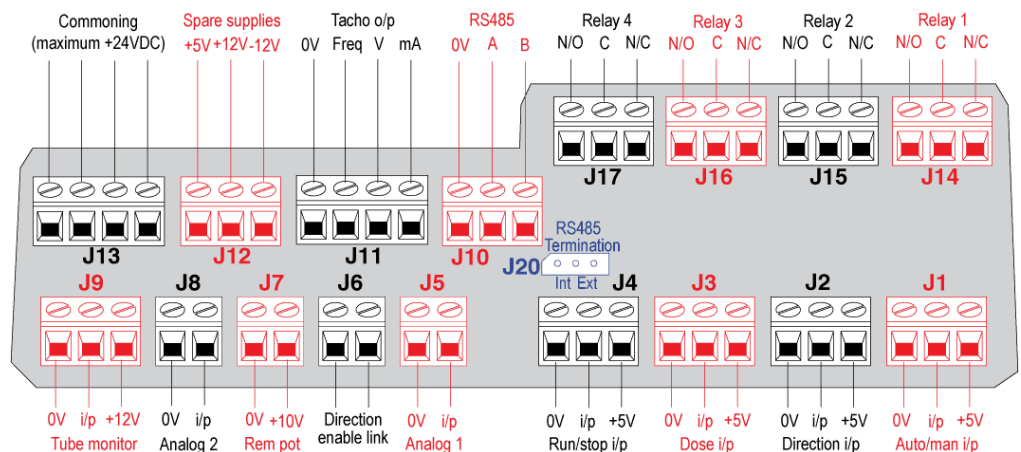 Commoning
(maximum +24VDC)
Spare supplies
+5V +12V -12V
Tacho o/p
0V Freq V mA
RS485
0V A B
Relay 4
N/O C N/C
Relay 3
N/O C N/C
Relay 2
N/O C N/C
Relay 1
N/O C N/C
J17 J16 J15 J14
J13 J12 J11 J10
RS485
Termination
J20
Int Ext
J9 J8 J7 J6 J5 J4 J3 J2 J1
0V i/p +12V
Tube monitor
0V i/p
Analog 2
0V +10V
Rem pot
Direction
enable link
0V i/p
Analog 1
0V i/p +5V
Run/stop i/p
0V i/p +5V
Dose i/p
0V i/p +5V
Direction i/p
0V i/p +5V
Auto/man i/p